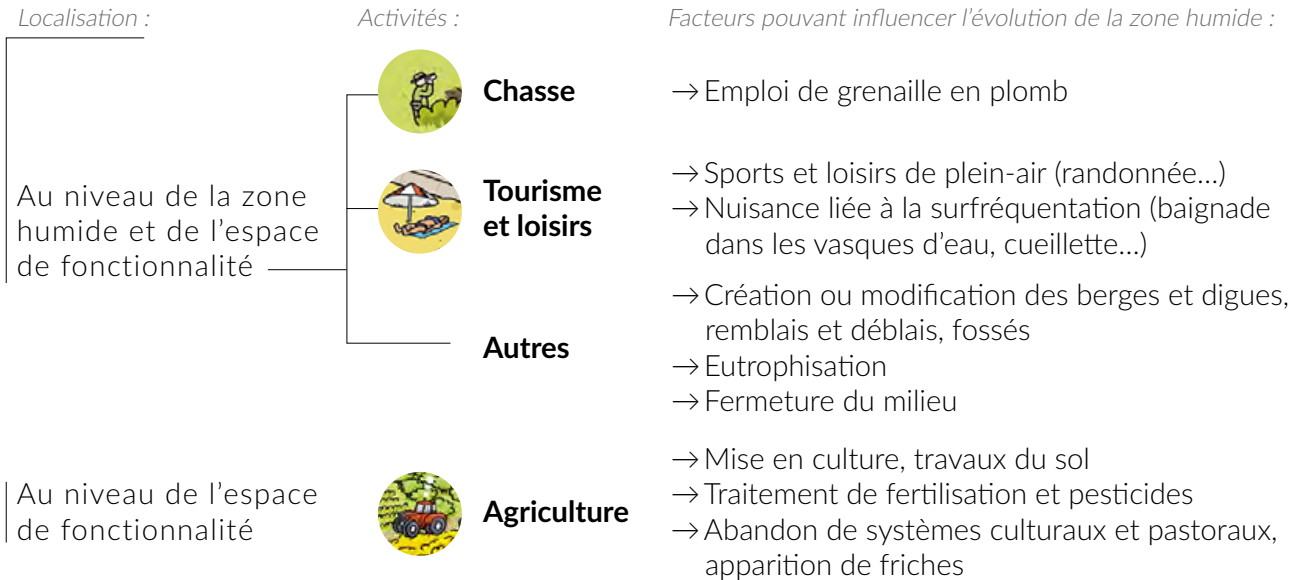 Localisation :
Activités :
Facteurs pouvant influencer l’évolution de la zone humide :
Au niveau de la zone
humide et de l’espace
de fonctionnalité
Chasse
→ Emploi de grenaille en plomb
Tourisme
et loisirs
→ Sports et loisirs de plein-air (randonnée...)
→ Nuisance liée à la surfréquentation (baignade
dans les vasques d’eau, cueillette...)
Autres
→ Création ou modification des berges et digues,
remblais et déblais, fossés
→ Eutrophisation
→ Fermeture du milieu
Au niveau de l’espace
de fonctionnalité
Agriculture
→ Mise en culture, travaux du sol
→ Traitement de fertilisation et pesticides
→ Abandon de systèmes culturaux et pastoraux,
apparition de friches